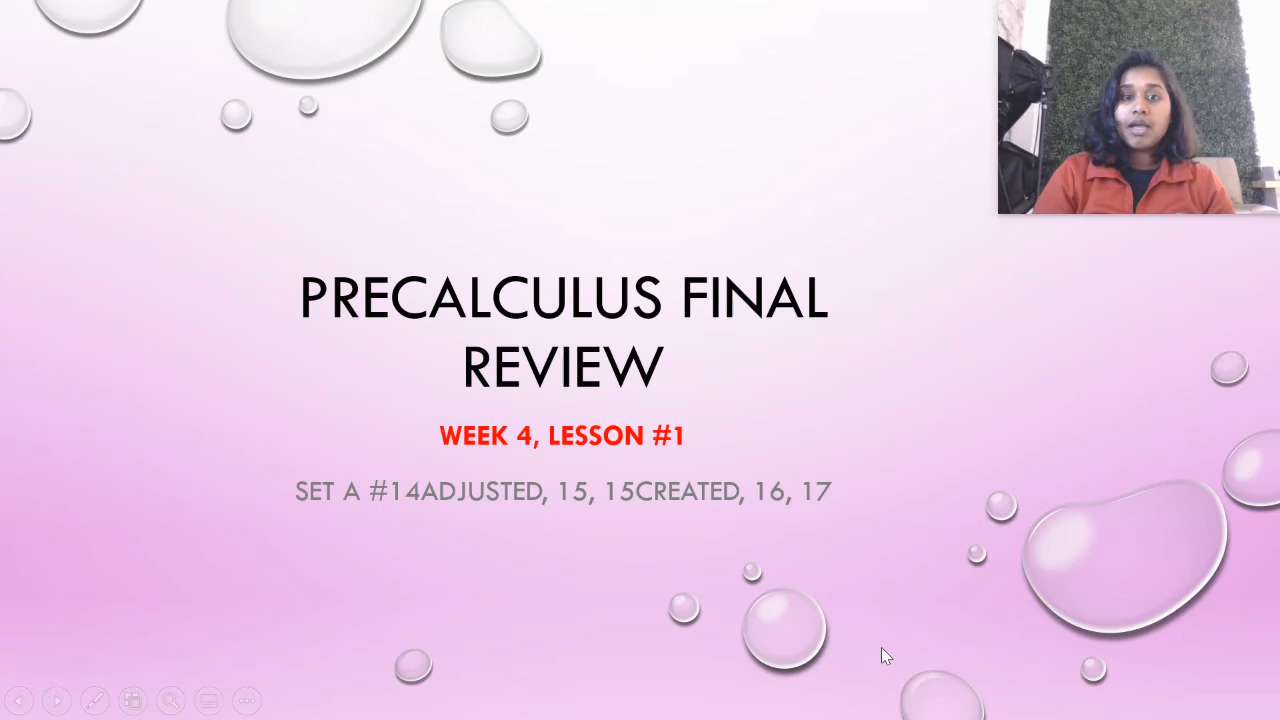 PRECALCULUS FINAL
REVIEW
WEEK 4, LESSON #1
SET A #14ADJUSTED, 15, 15CREATED, 16, 17